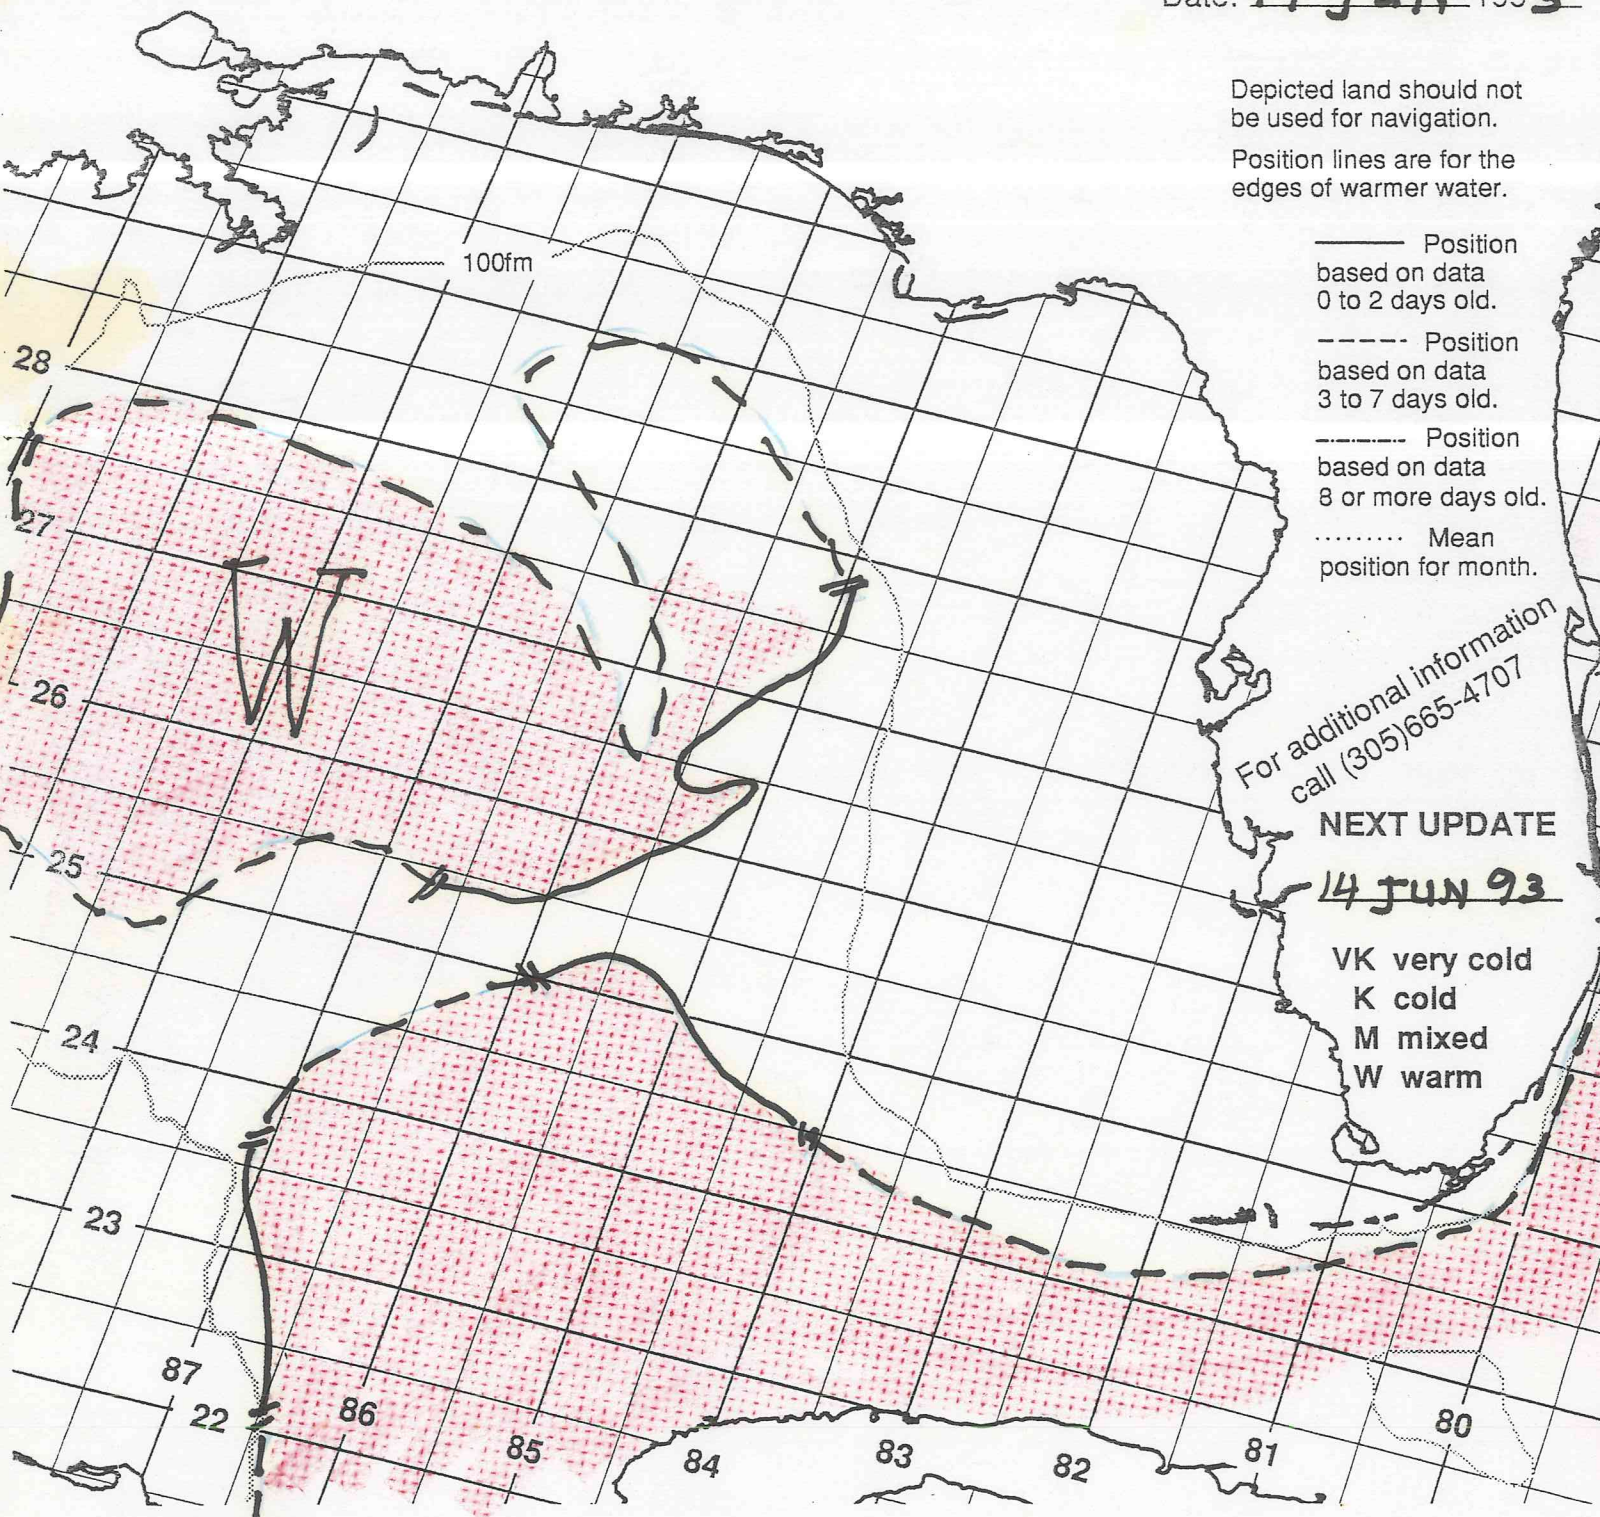 Date:
Depicted land should not
be used for navigation.
Position lines are for the
edges of warmer water.
Position
based on data
0 to 2 days old.
Position
based on data
3 to 7 days old.
Position
based on data
8 or more days old.
Mean
position for month.
For additional information
call (305)665-4707
NEXT UPDATE
14 JUN 93
VK very cold
K cold
M mixed
W warm
100fm
28
27
W
26
25
24
23
87
22
86
85
84
83
82
81
80